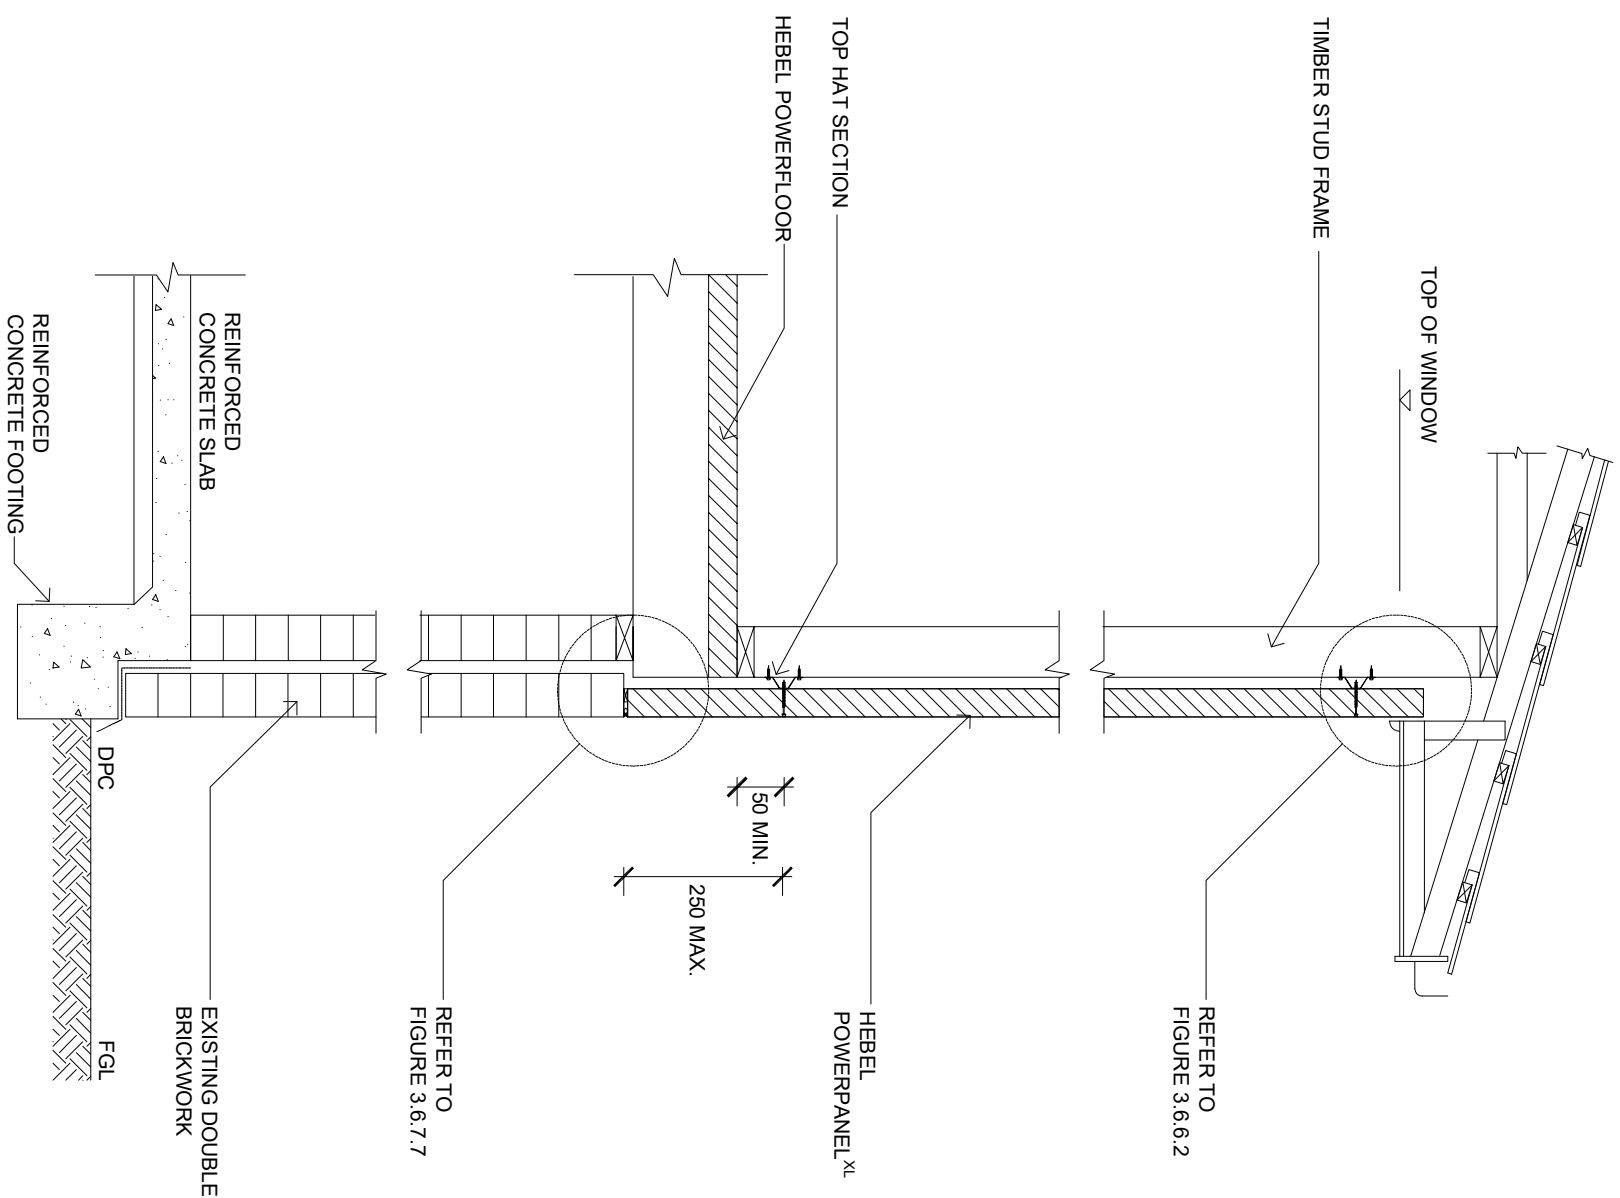 TOP OF WINDOW
TIMBER STUD FRAME
TOP HAT SECTION
HEBEL POWERFLOOR
REINFORCED
CONCRETE SLAB
REINFORCED
CONCRETE FOOTING
REFER TO
FIGURE 3.6.6.2
HEBEL
POWERPANEL XL
50 MIN.
250 MAX.
REFER TO
FIGURE 3.6.7.7
EXISTING DOUBLE
BRICKWORK
DPC
FGL